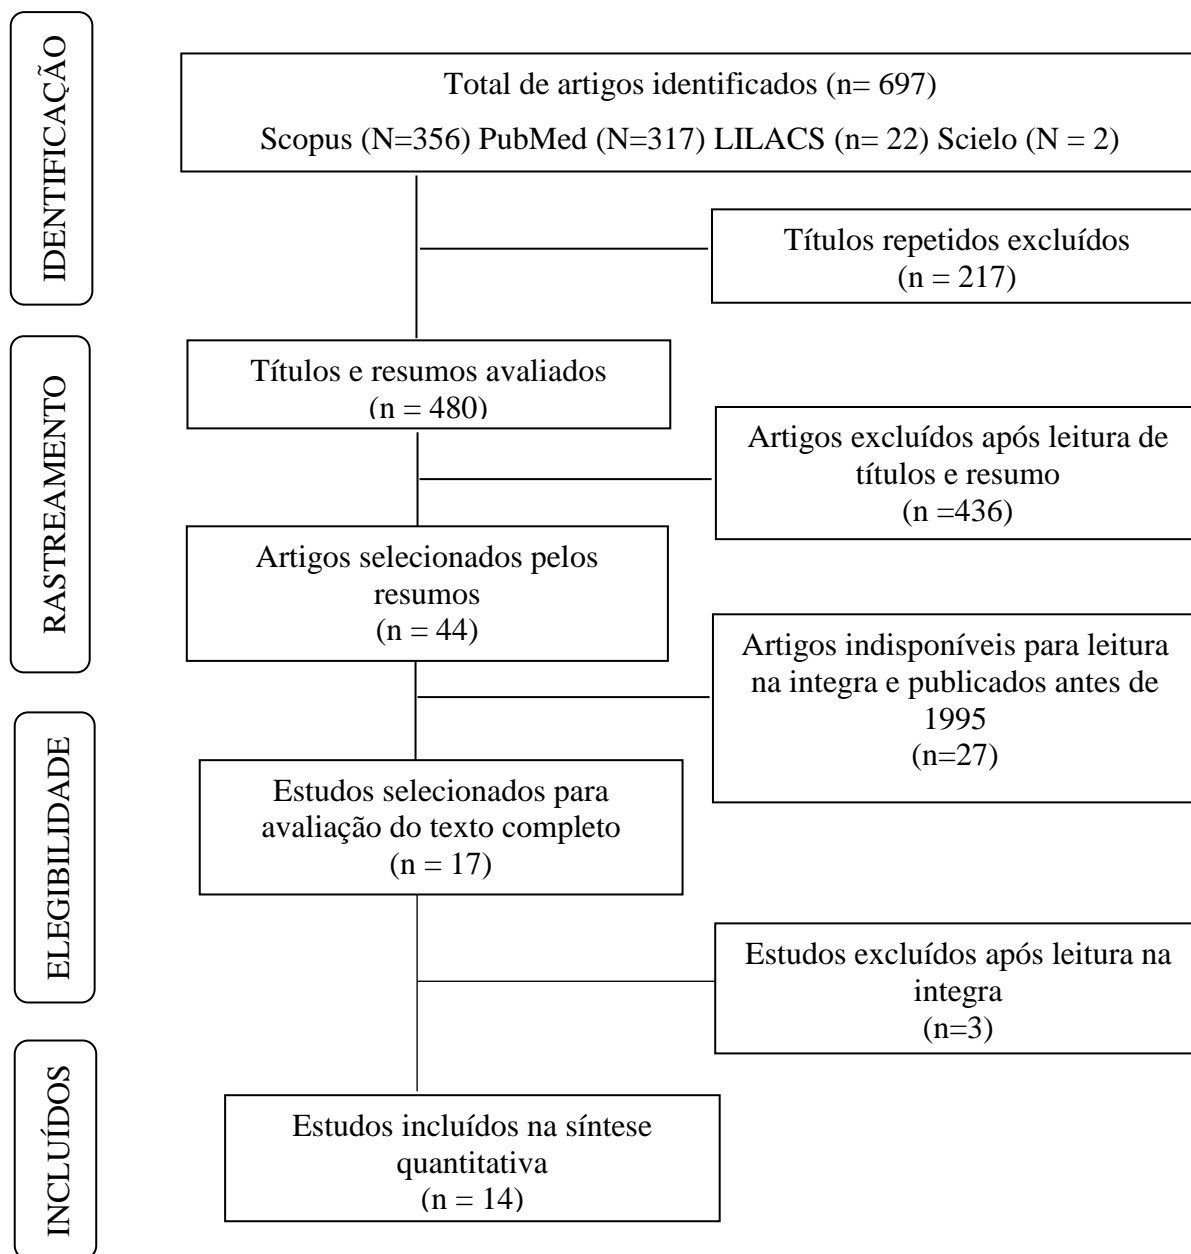 IDENTIFICAÇÃO
Total de artigos identificados (n= 697)
Scopus (N=356) PubMed (N=317) LILACS (n= 22) Scielo (N = 2)
Títulos repetidos excluídos
(n = 217)
RASTREAMENTO
Títulos e resumos avaliados
(n = 480)
Artigos excluídos após leitura de
títulos e resumo
(n =436)
Artigos selecionados pelos
resumos
(n = 44)
Artigos indisponíveis para leitura
na integra e publicados antes de
1995
(n=27)
ELEGIBILIDADE
Estudos selecionados para
avaliação do texto completo
(n = 17)
Estudos excluídos após leitura na
integra
(n=3)
INCLUÍDOS
Estudos incluídos na síntese
quantitativa
(n = 14)